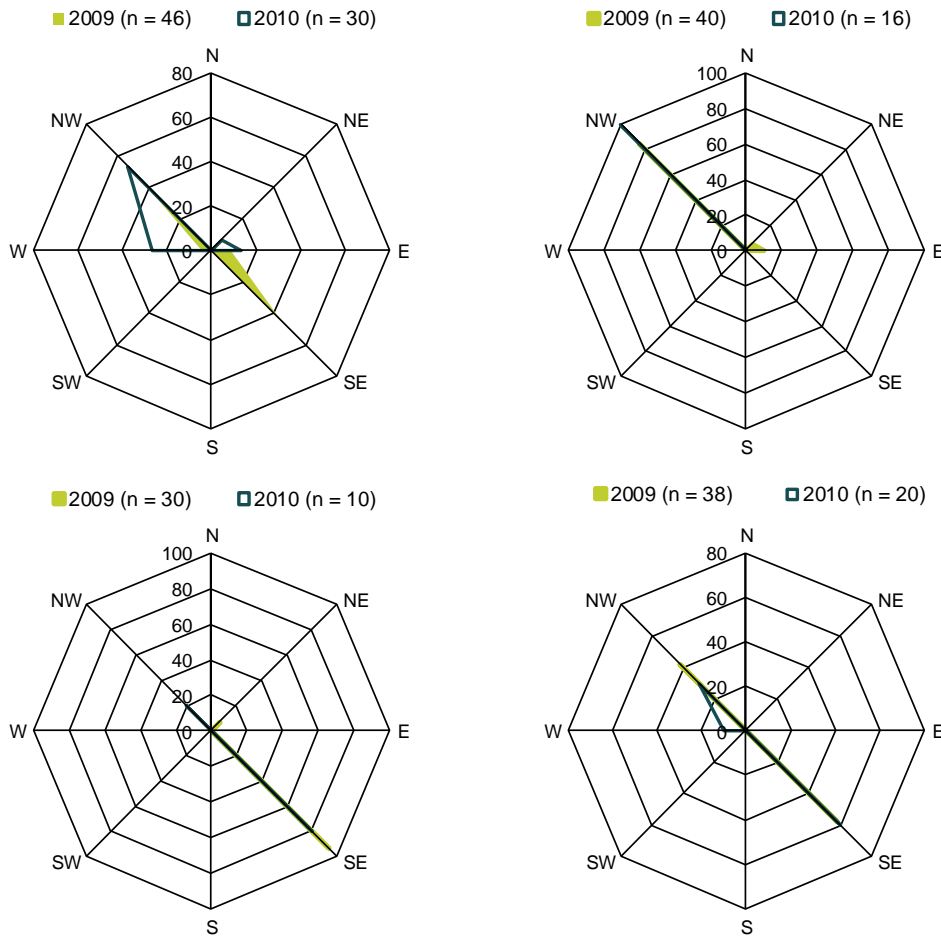 2009 (n = 46) 2010 (n = 30)
N
80
NW NE
60
40
20
W 0 E
SW SE
S
2009 (n = 40) 2010 (n = 16)
N
100
NW 80 NE
60
40
20
W 0 E
SW SE
S
2009 (n = 30) 2010 (n = 10)
N
100
NW 80 NE
60
40
20
W 0 E
SW SE
S
2009 (n = 38) 2010 (n = 20)
N
80
NW NE
60
40
20
W 0 E
SW SE
S